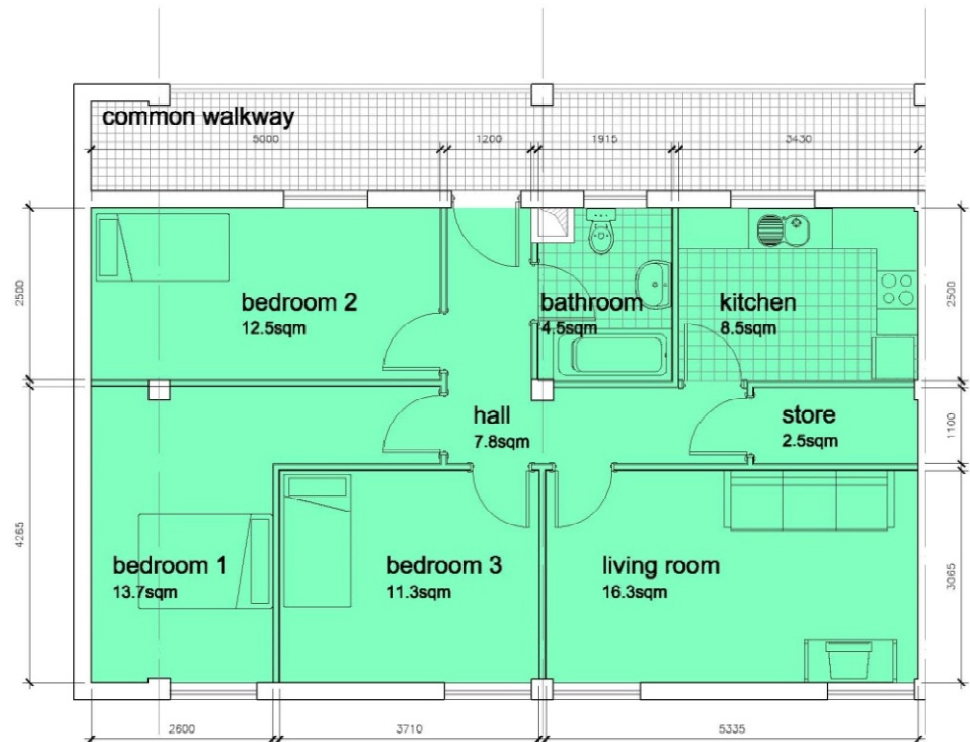 common walkway
5000
1200
1915
3430
2500
bedroom 2
12.5sqm
bathroom
4.5sqm
kitchen
8.5sqm
2500
hall
7.8sqm
store
2.5sqm
1100
4265
bedroom 1
13.7sqm
bedroom 3
11.3sqm
living room
16.3sqm
3065
2600
3710
5335